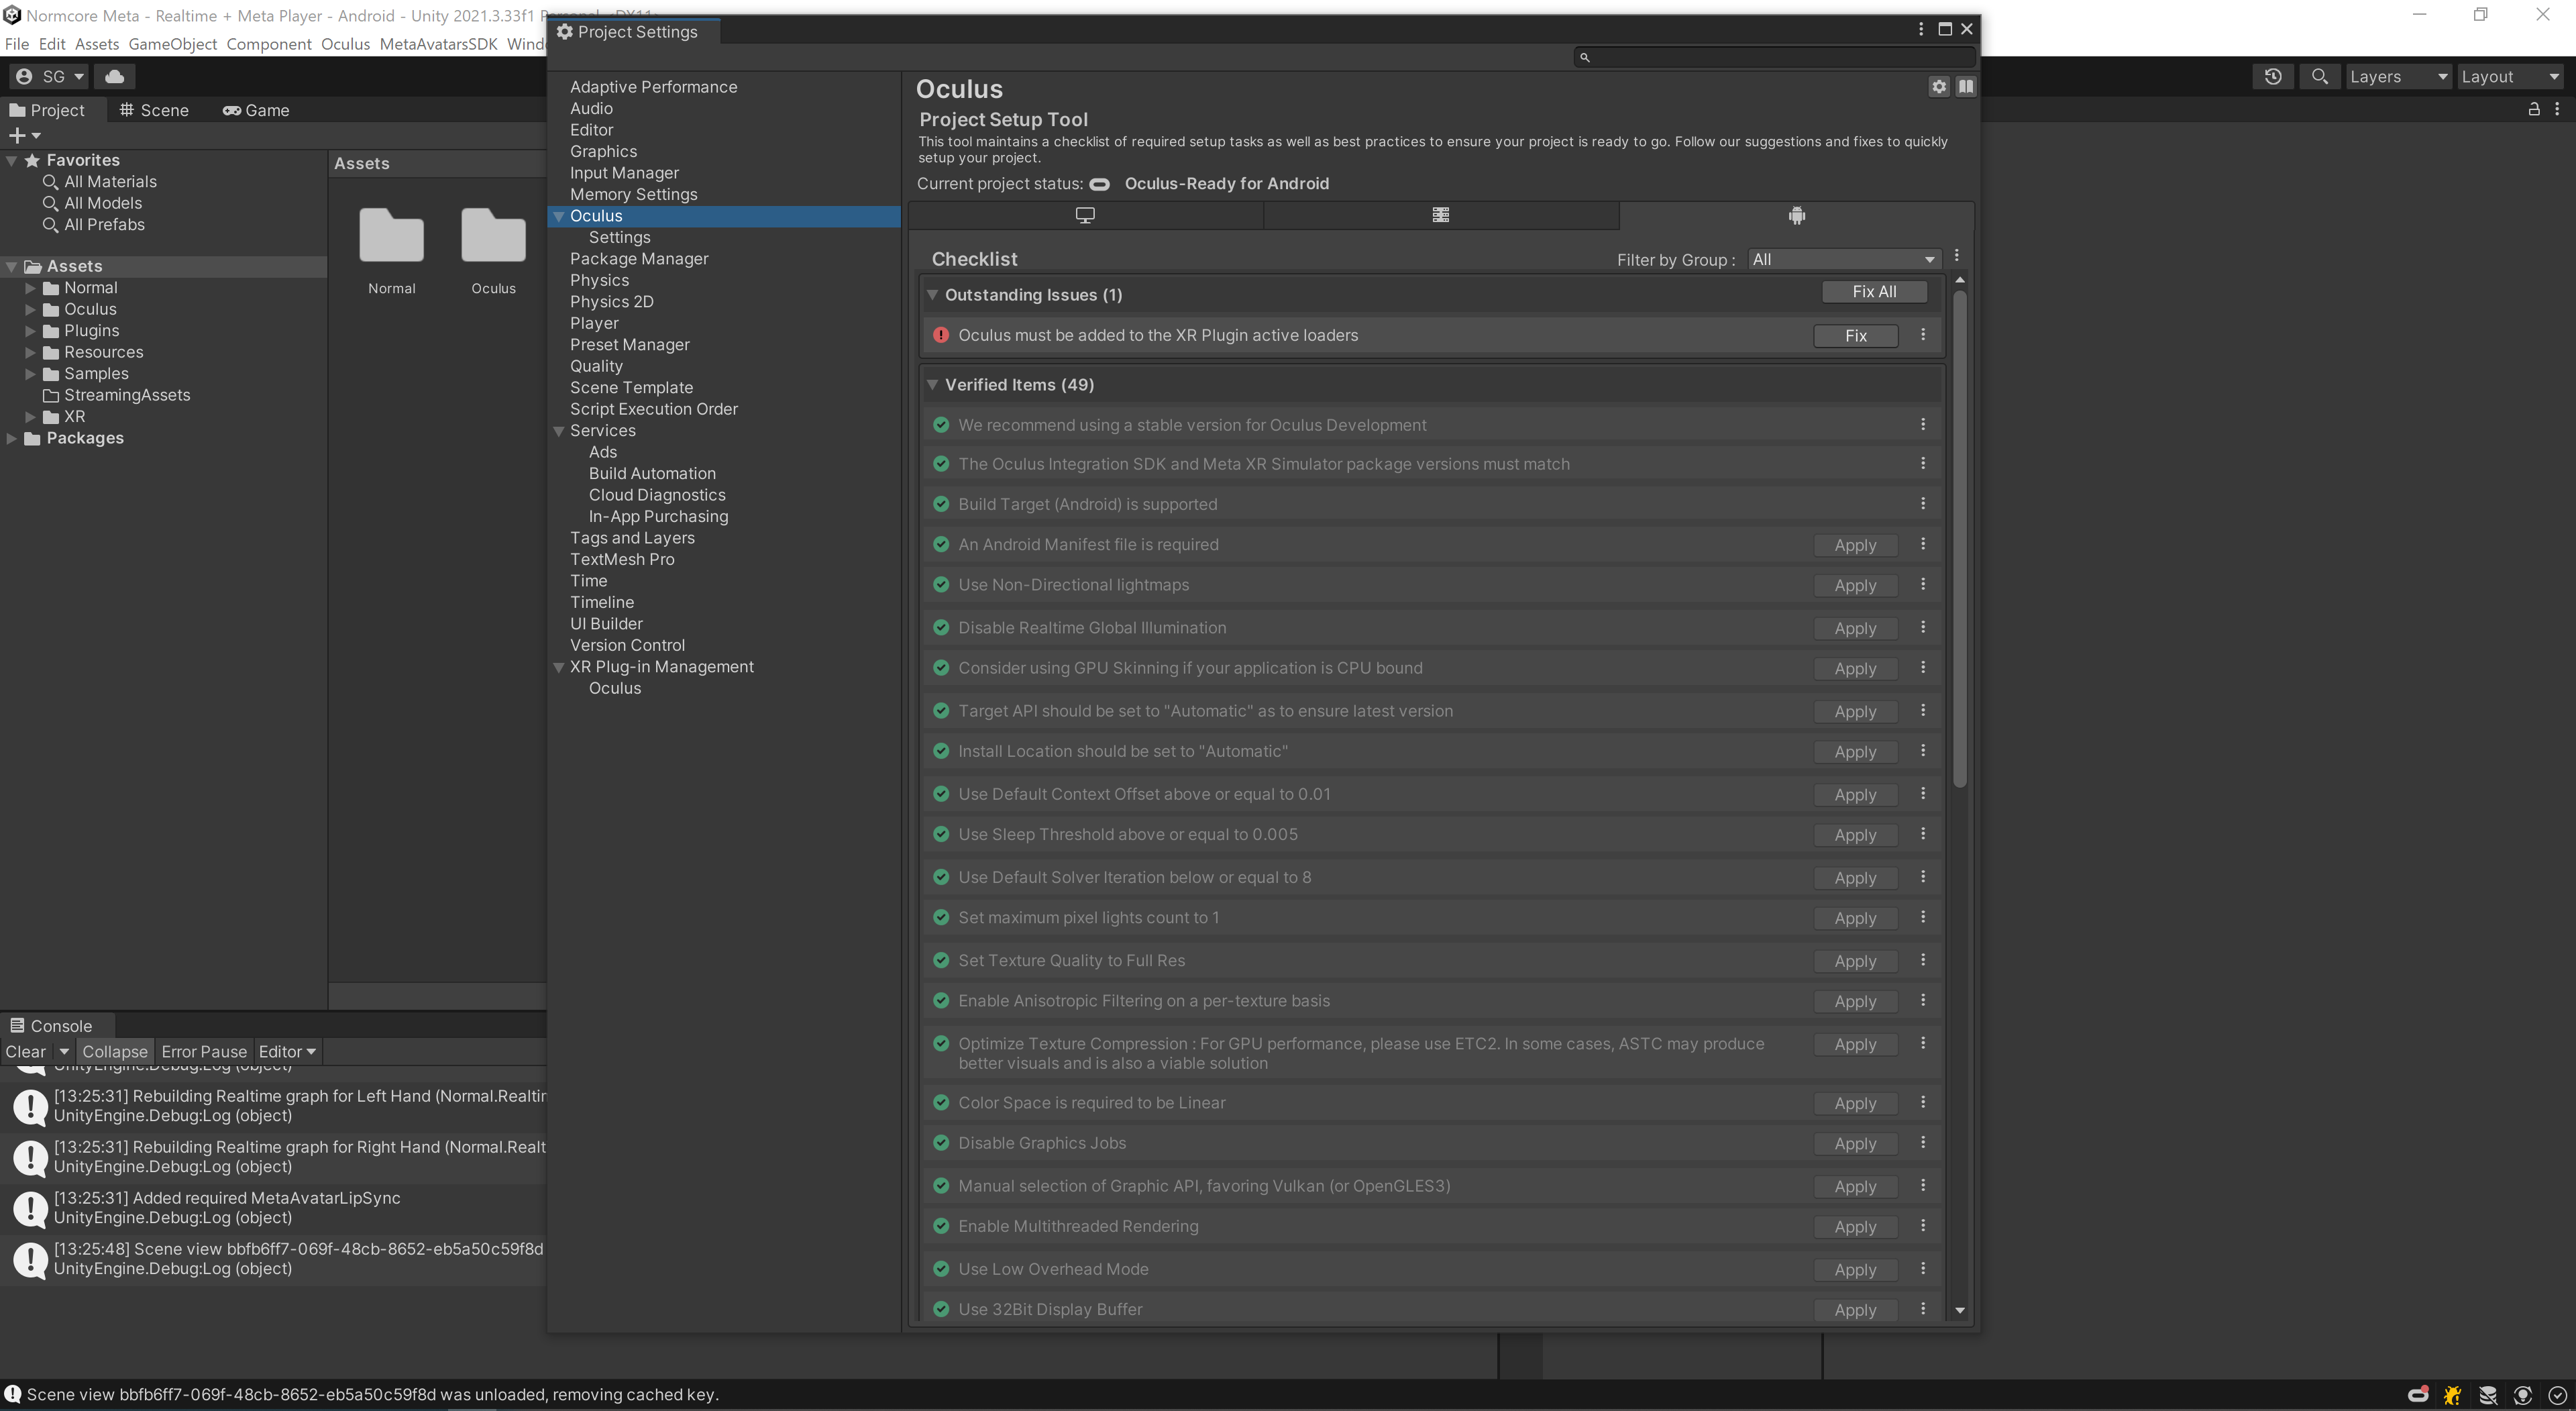 Normcore Meta - Realtime + Meta Player - Android - Unity 2021.3.33f1 Personal <DX11>
File Edit Assets GameObject Component Oculus MetaAvatarsSDK Windo
SG
Layers
Layout
Project
Scene
Game
Favorites
All Materials
All Models
All Prefabs
Assets
Normal
Oculus
Plugins
Resources
Samples
StreamingAssets
XR
Packages
Assets
Normal
Oculus
Console
Clear
Collapse
Error Pause
Editor
UnityEngine.Debug:Log (object)
[13:25:31] Rebuilding Realtime graph for Left Hand (Normal.Realtin
UnityEngine.Debug:Log (object)
[13:25:31] Rebuilding Realtime graph for Right Hand (Normal.Realt
UnityEngine.Debug:Log (object)
[13:25:31] Added required MetaAvatarLipSync
UnityEngine.Debug:Log (object)
[13:25:48] Scene view bbfb6ff7-069f-48cb-8652-eb5a50c59f8d
UnityEngine.Debug:Log (object)
Project Settings
Adaptive Performance
Audio
Editor
Graphics
Input Manager
Memory Settings
Oculus
Settings
Package Manager
Physics
Physics 2D
Player
Preset Manager
Quality
Scene Template
Script Execution Order
Services
Ads
Build Automation
Cloud Diagnostics
In-App Purchasing
Tags and Layers
TextMesh Pro
Time
Timeline
UI Builder
Version Control
XR Plug-in Management
Oculus
Oculus
Project Setup Tool
This tool maintains a checklist of required setup tasks as well as best practices to ensure your project is ready to go. Follow our suggestions and fixes to quickly
setup your project.
Current project status: Oculus-Ready for Android
Checklist
Filter by Group : All
Outstanding Issues (1)
Fix All
Oculus must be added to the XR Plugin active loaders
Fix
Verified Items (49)
We recommend using a stable version for Oculus Development
The Oculus Integration SDK and Meta XR Simulator package versions must match
Build Target (Android) is supported
An Android Manifest file is required
Apply
Use Non-Directional lightmaps
Apply
Disable Realtime Global Illumination
Apply
Consider using GPU Skinning if your application is CPU bound
Apply
Target API should be set to "Automatic" as to ensure latest version
Apply
Install Location should be set to "Automatic"
Apply
Use Default Context Offset above or equal to 0.01
Apply
Use Sleep Threshold above or equal to 0.005
Apply
Use Default Solver Iteration below or equal to 8
Apply
Set maximum pixel lights count to 1
Apply
Set Texture Quality to Full Res
Apply
Enable Anisotropic Filtering on a per-texture basis
Apply
Optimize Texture Compression : For GPU performance, please use ETC2. In some cases, ASTC may produce
better visuals and is also a viable solution
Apply
Color Space is required to be Linear
Apply
Disable Graphics Jobs
Apply
Manual selection of Graphic API, favoring Vulkan (or OpenGLES3)
Apply
Enable Multithreaded Rendering
Apply
Use Low Overhead Mode
Apply
Use 32Bit Display Buffer
Apply
Scene view bbfb6ff7-069f-48cb-8652-eb5a50c59f8d was unloaded, removing cached key.